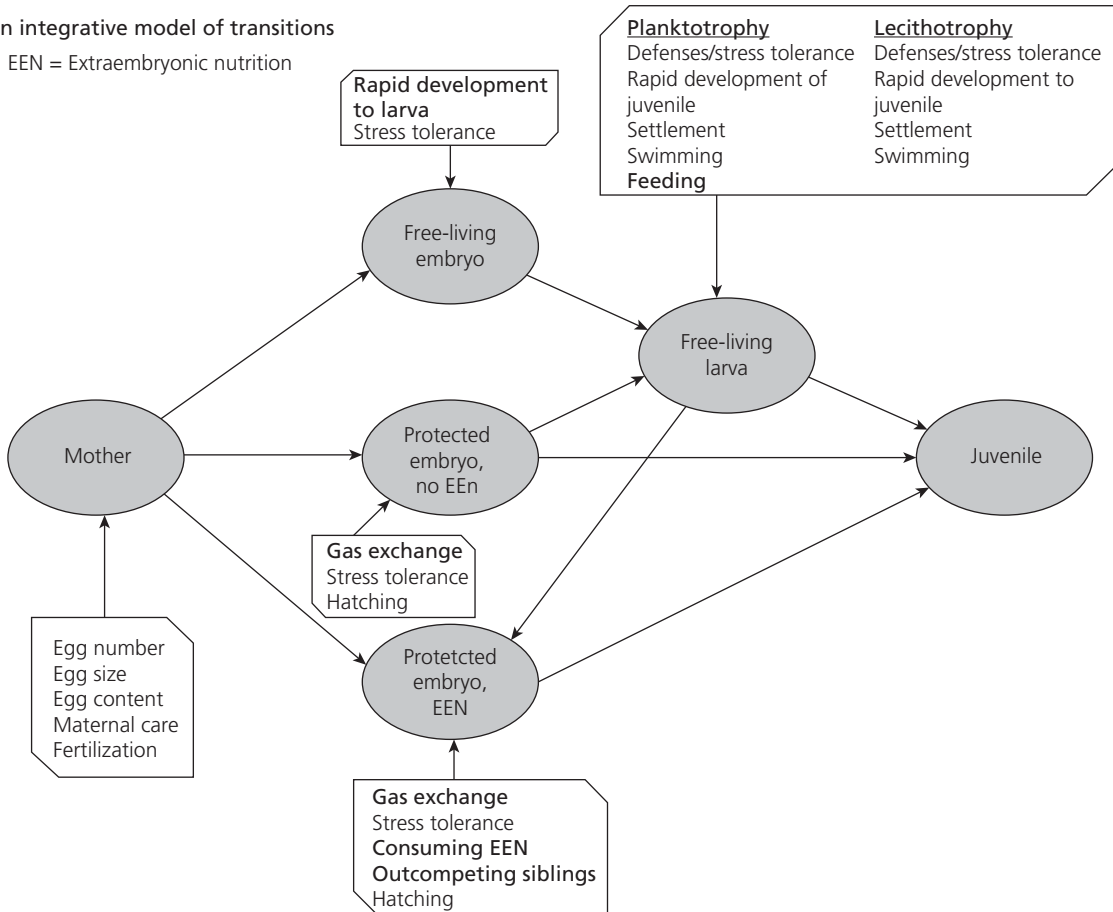 n integrative model of transitions
EEN = Extraembryonic nutrition
Rapid development
to larva
Stress tolerance
Planktotrophy
Defenses/stress tolerance
Rapid development of
juvenile
Settlement
Swimming
Feeding
Lecithotrophy
Defenses/stress tolerance
Rapid development to
juvenile
Settlement
Swimming
Free-living
embryo
Free-living
larva
Mother
Protected
embryo,
no EEn
Juvenile
Gas exchange
Stress tolerance
Hatching
Egg number
Egg size
Egg content
Maternal care
Fertilization
Protetcted
embryo,
EEN
Gas exchange
Stress tolerance
Consuming EEN
Outcompeting siblings
Hatching